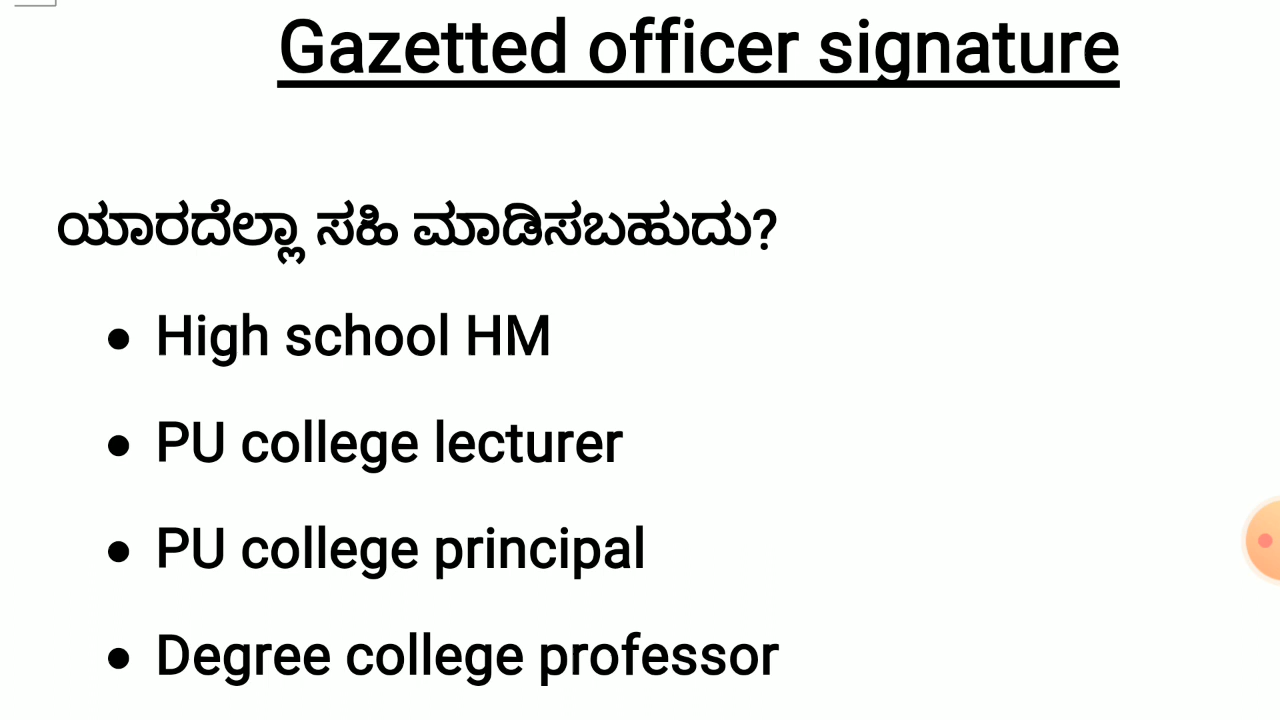 Gazetted officer signature
ಯಾರದೆಲ್ಲಾ ಸಹಿ ಮಾಡಿಸಬಹುದು?
• High school HM
• PU college lecturer
• PU college principal
• Degree college professor